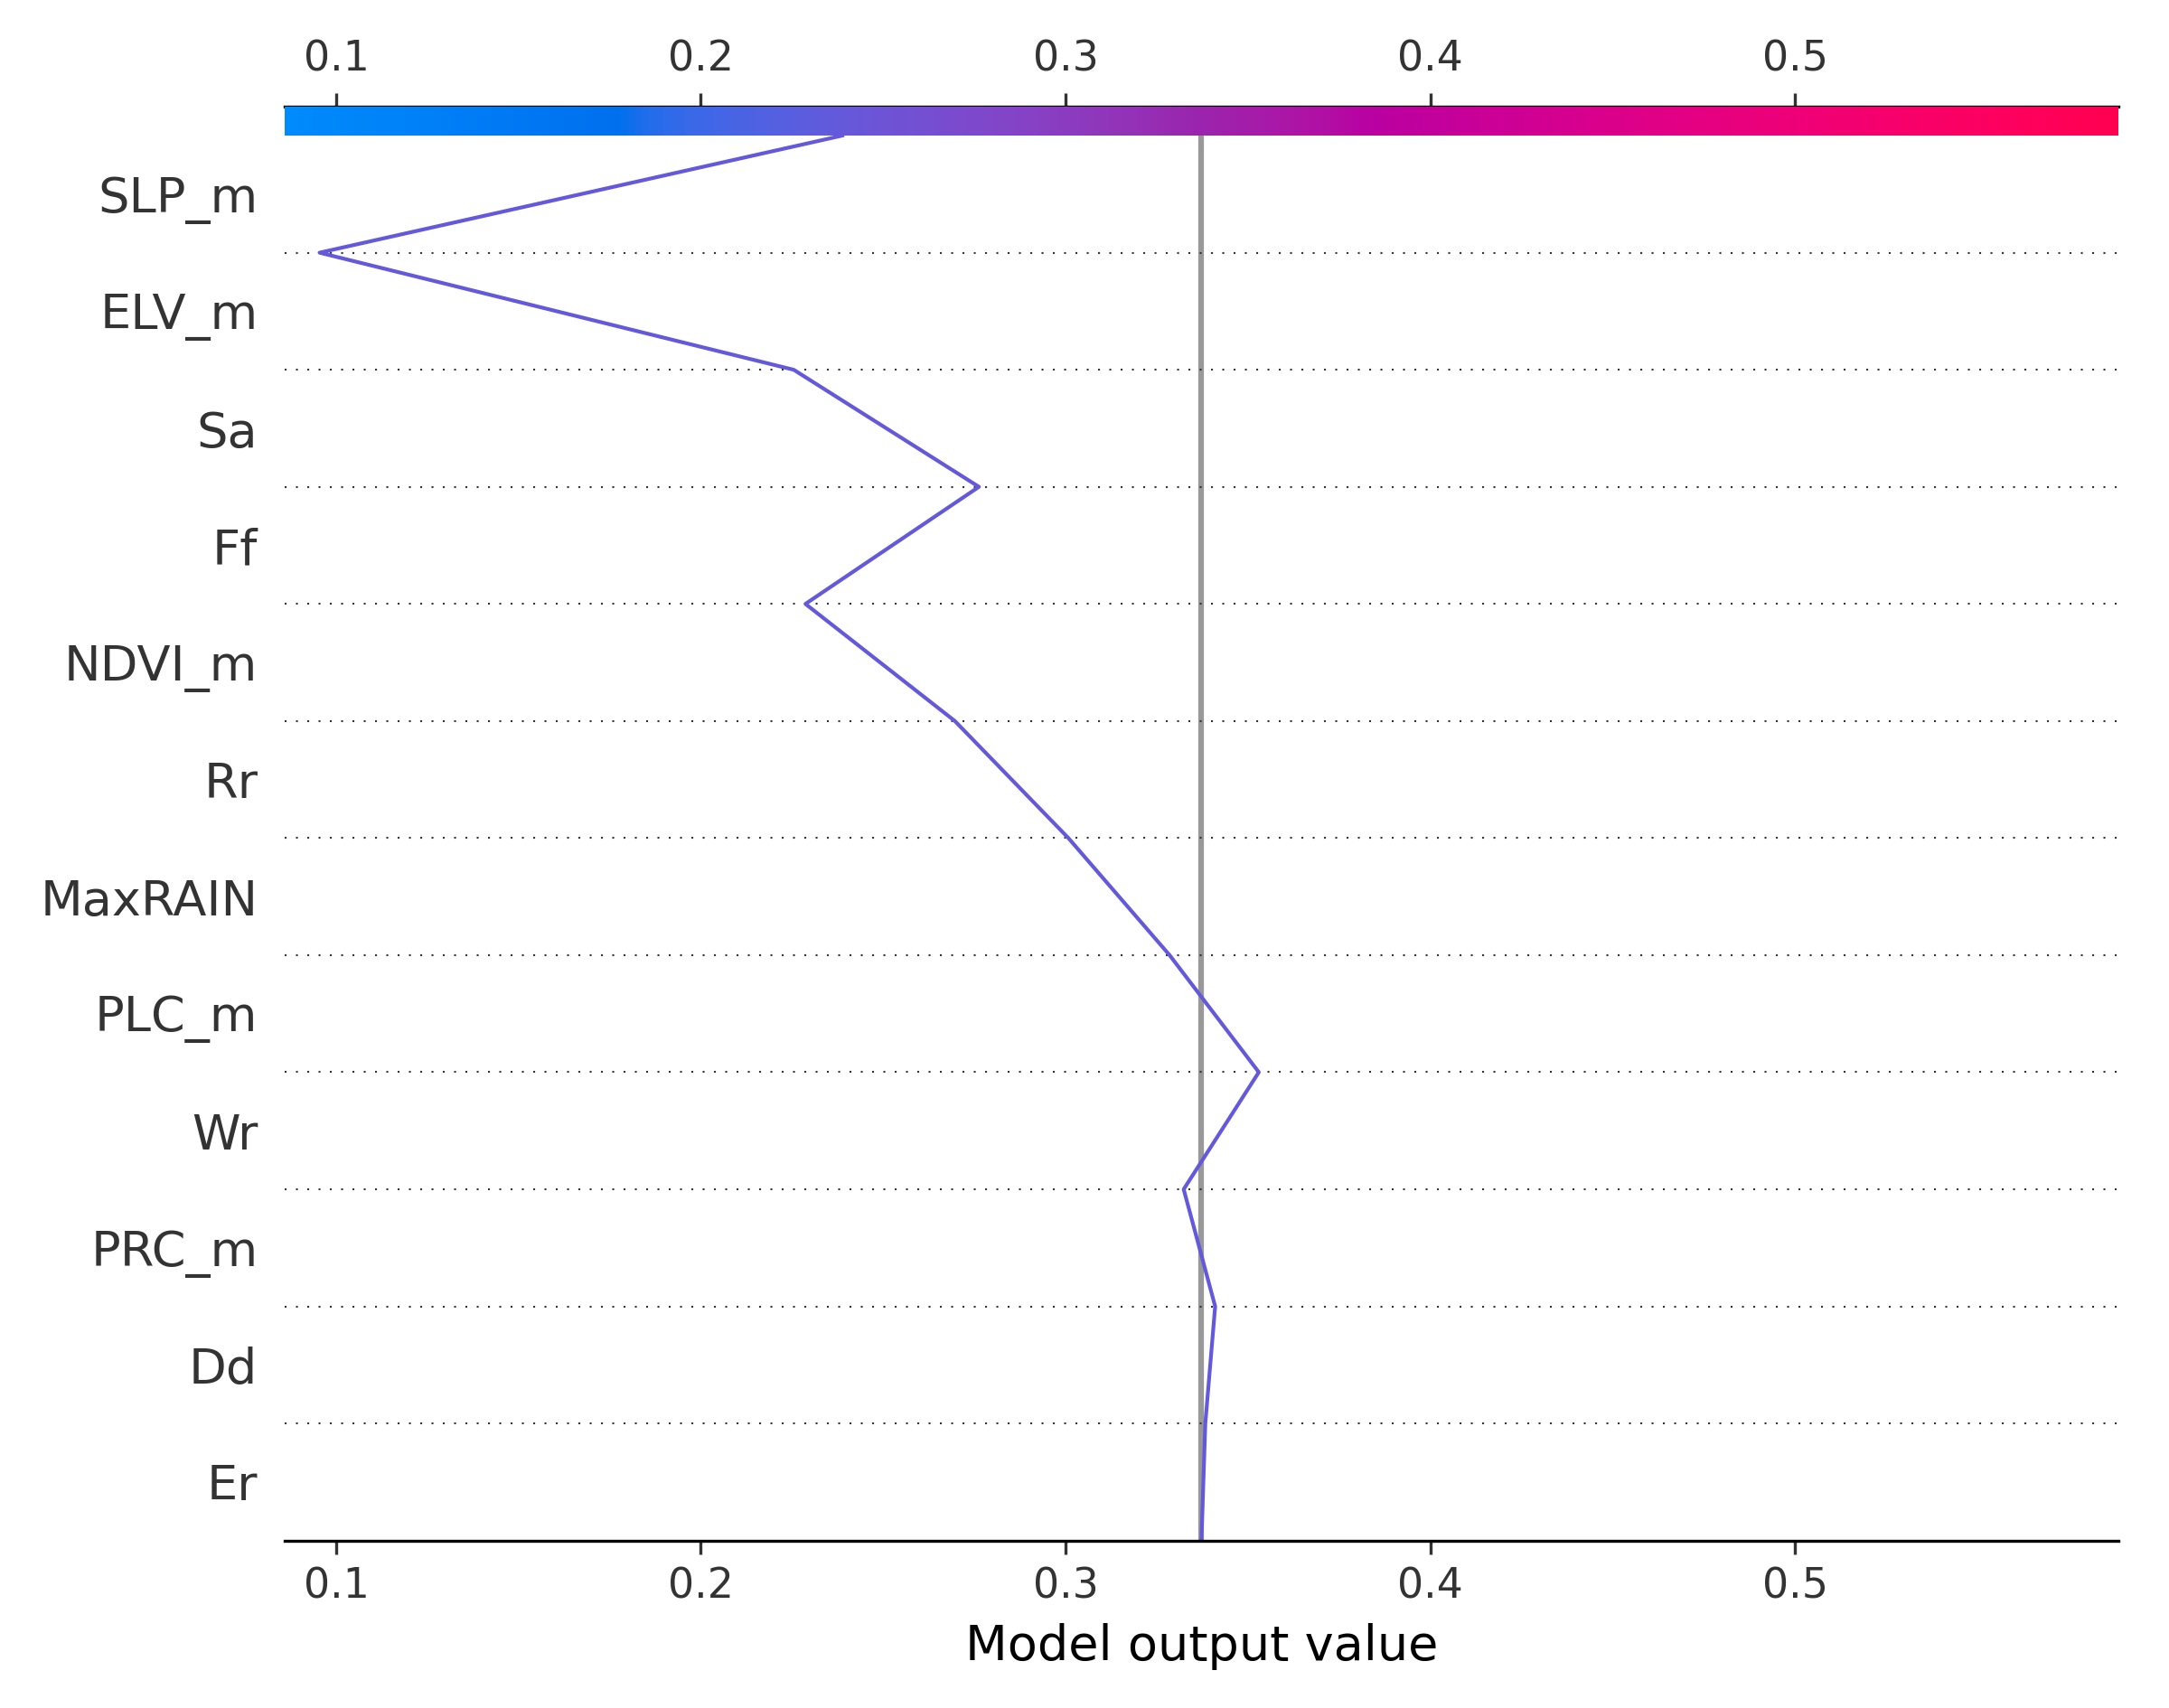 0.1 0.2 0.3 0.4 0.5
SLP_m
ELV_m
Sa
Ff
NDVI_m
Rr
MaxRAIN
PLC_m
Wr
PRC_m
Dd
Er
0.1 0.2 0.3 0.4 0.5
Model output value